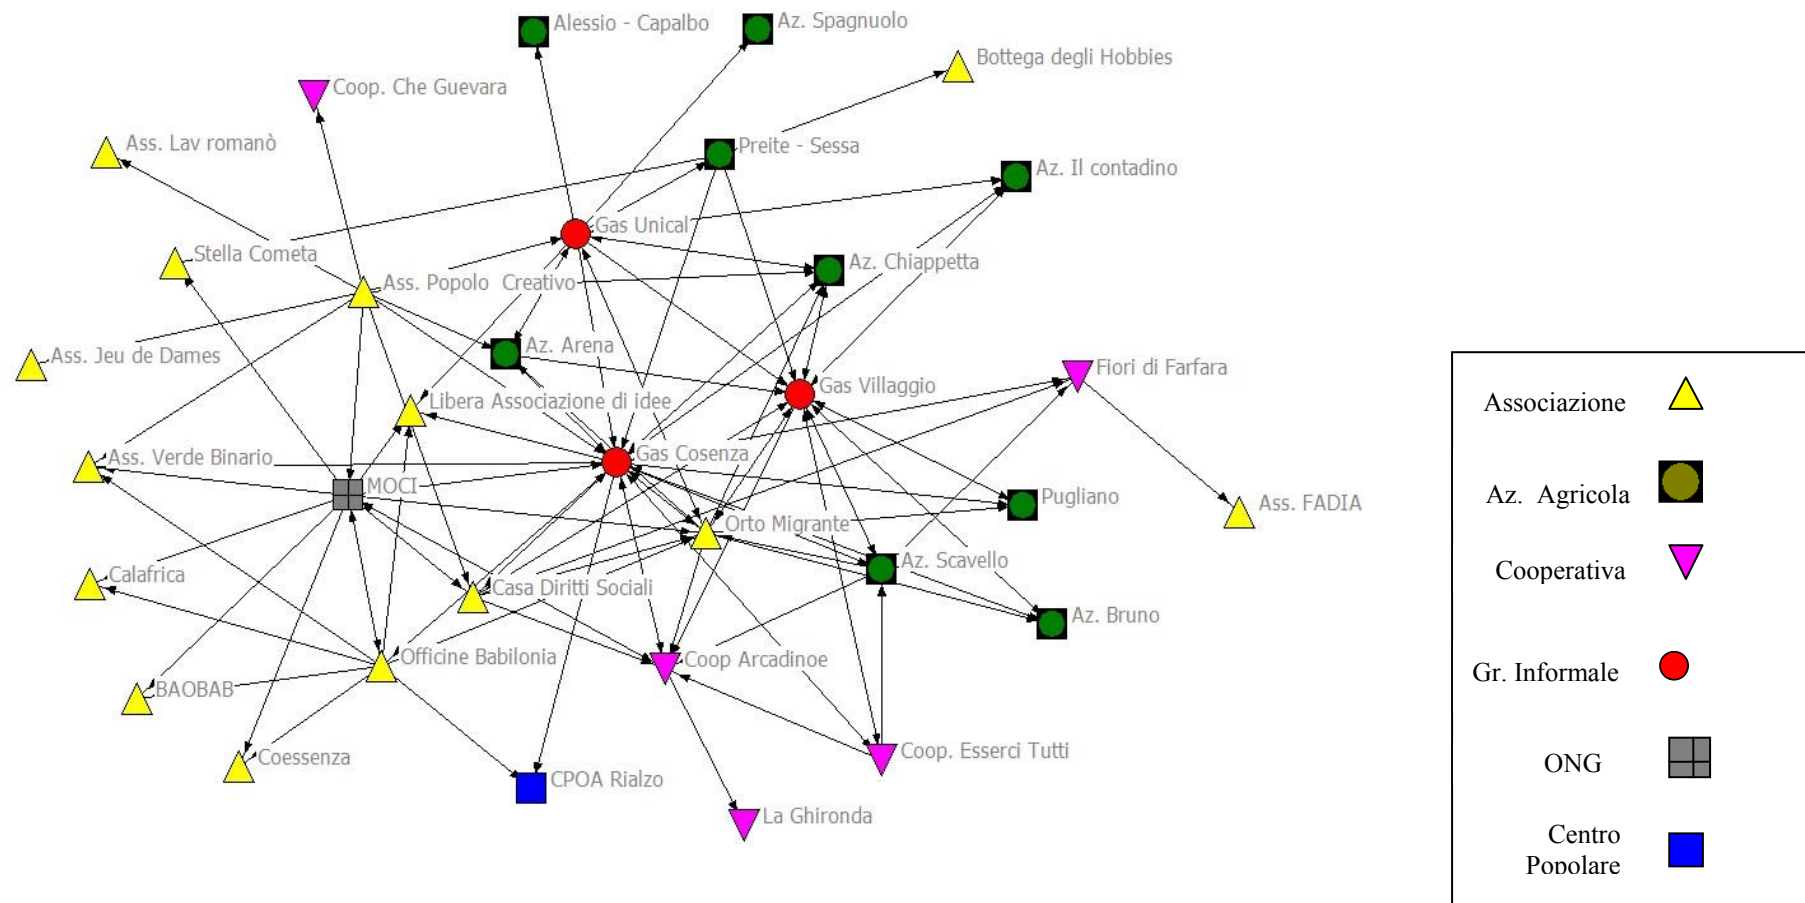 Alessio - Capalbo
Az. Spagnuolo
Bottega degli Hobbies
Coop. Che Guevara
Ass. Lav romanò
Preite - Sessa
Az. Il contadino
Gas Unical
Stella Cometa
Az. Chiappetta
Ass. Popolo Creativo
Az. Arena
Ass. Jeu de Dames
Fiori di Farfara
Gas Villaggio
Libera Associazione di idee
Gas Cosenza
Ass. Verde Binario
MOCI
Pugliano
Ass. FADIA
Orto Migrante
Az. Scavello
Calafrica
Casa Diritti Sociali
Az. Bruno
Officine Babilonia
Coop Arcadinoe
BAOBAB
Coop. Esserci Tutti
Coessenza
CPOA Rialzo
La Ghironda
Associazione
Az. Agricola
Cooperativa
Gr. Informale
ONG
Centro
Popolare